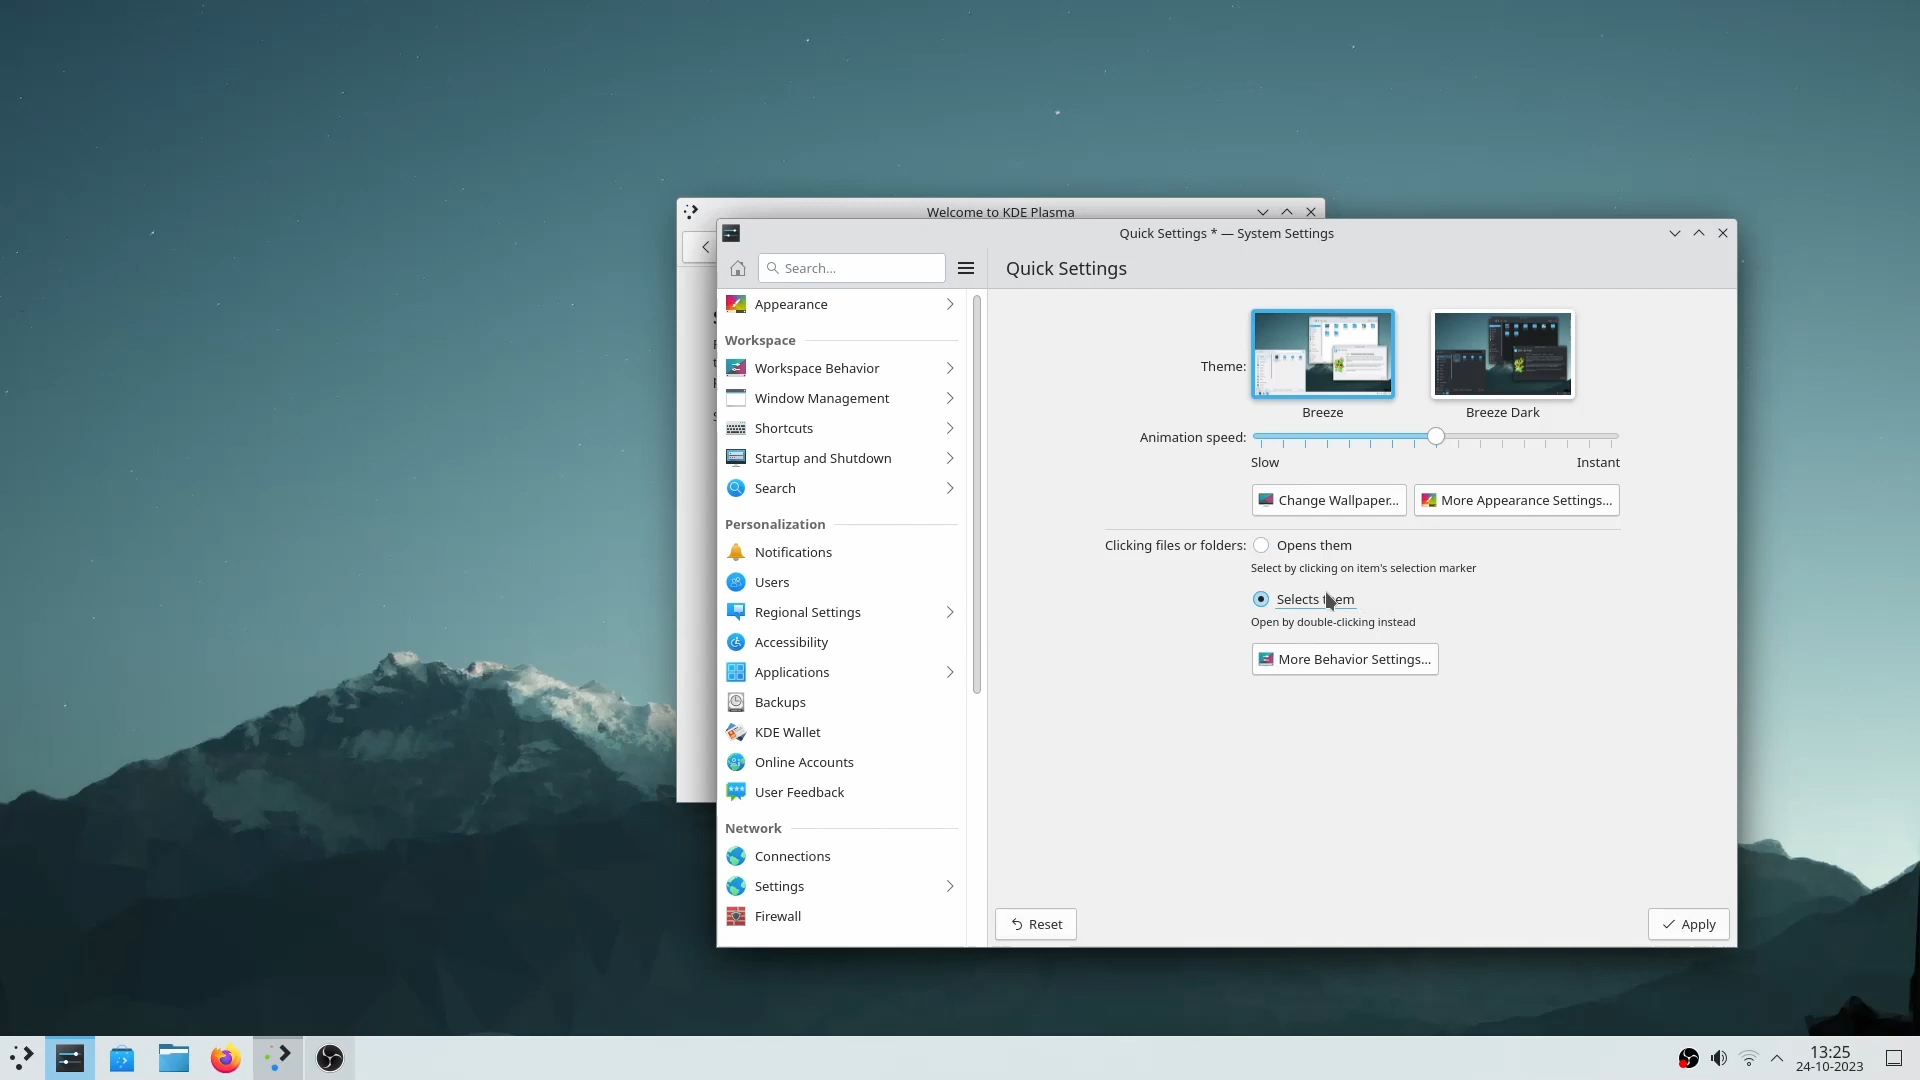 Welcome to KDE Plasma
Quick Settings * — System Settings
Search...
Quick Settings
Appearance
Workspace
Workspace Behavior
Window Management
Shortcuts
Startup and Shutdown
Search
Personalization
Notifications
Users
Regional Settings
Accessibility
Applications
Backups
KDE Wallet
Online Accounts
User Feedback
Network
Connections
Settings
Firewall
Theme:
Breeze
Breeze Dark
Animation speed:
Slow
Instant
Change Wallpaper...
More Appearance Settings...
Clicking files or folders:
Opens them
Select by clicking on item's selection marker
Selects them
Open by double-clicking instead
More Behavior Settings...
Reset
Apply
13:25
24-10-2023